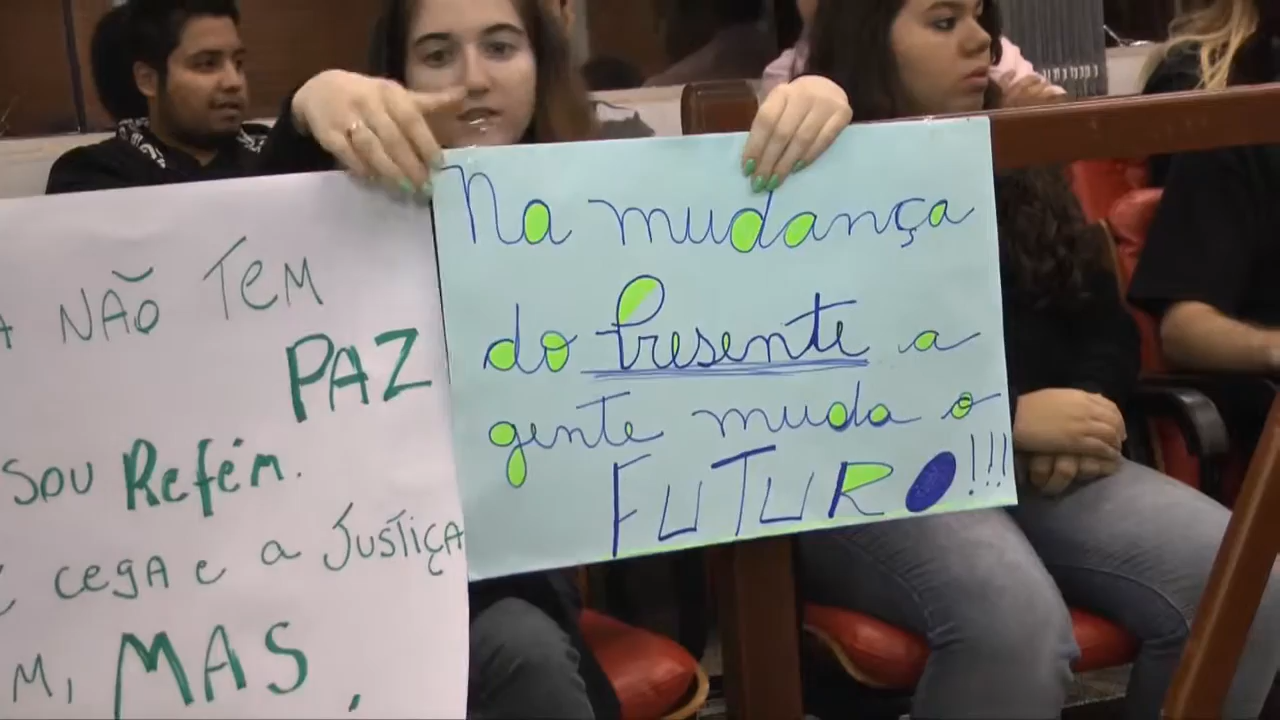 NÃO TEM
PAZ
SOU Refém.
cega e a Justiça
M, MAS,
Na mudança
do Presente a
gente muda o
FUTURO!!!